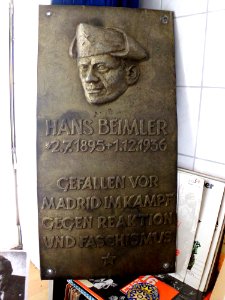 HANS BEIMLER
*2.7.1895 +1.12.1936
GEFALLEN VOR
MADRID IM KAMPF
GEGEN REAKTION
UND FASCHISMUS